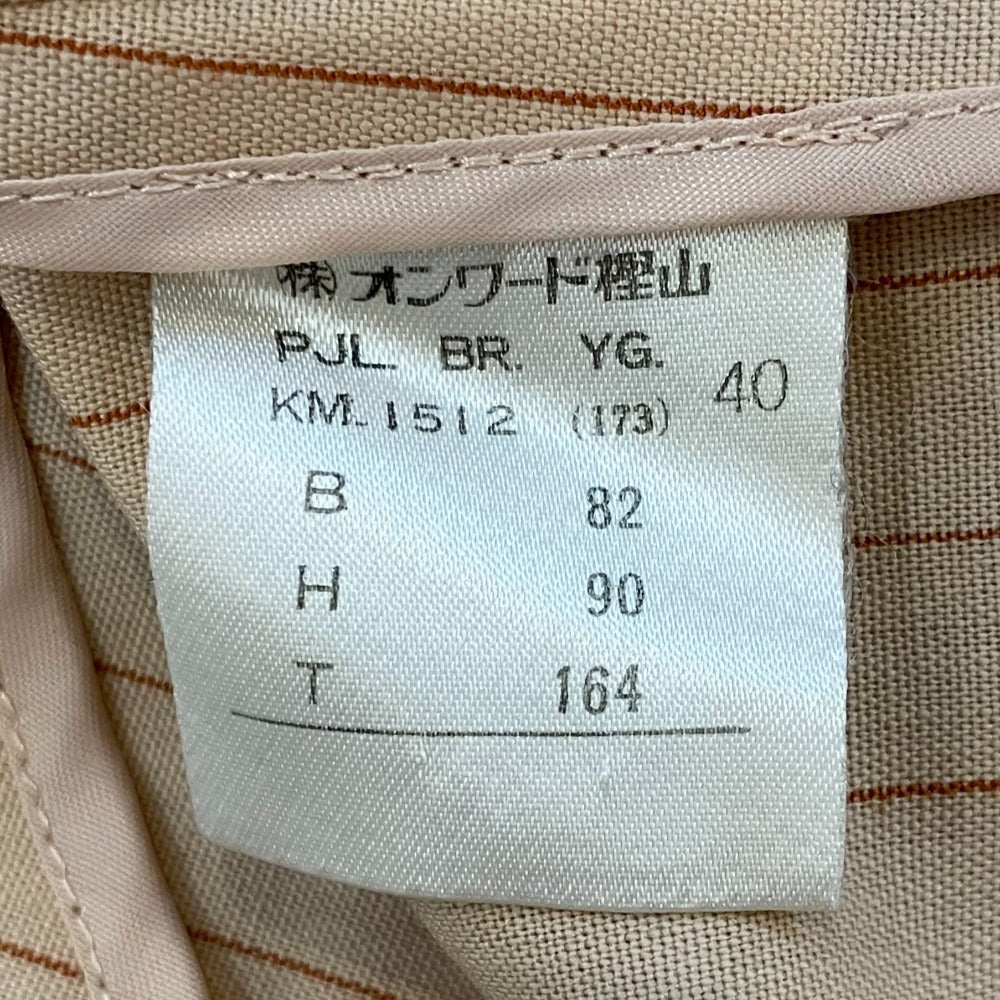 ㈱オンワード樫山
PJL. BR. YG.
KM-1512 (173) 40
B 82
H 90
T 164